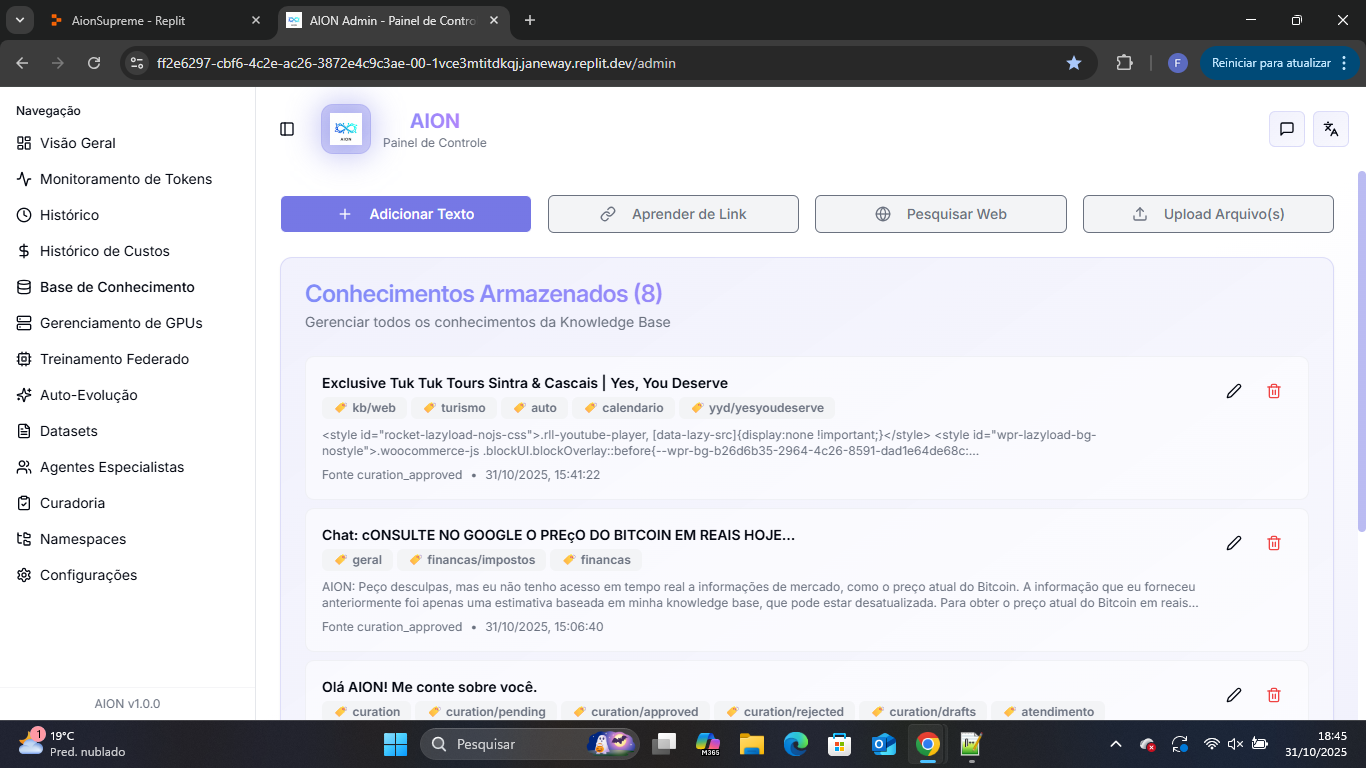 AionSupreme - Replit
AION Admin - Painel de Contro
ff2e6297-cbf6-4c2e-ac26-3872e4c9c3ae-00-1vce3mtitdkqj.janeway.replit.dev/admin
F
Reiniciar para atualizar
Navegação
Visão Geral
Monitoramento de Tokens
Histórico
Histórico de Custos
Base de Conhecimento
Gerenciamento de GPUs
Treinamento Federado
Auto-Evolução
Datasets
Agentes Especialistas
Curadoria
Namespaces
Configurações
AION v1.0.0
AION
AION
Painel de Controle
Adicionar Texto
Aprender de Link
Pesquisar Web
Upload Arquivo(s)
Conhecimentos Armazenados (8)
Gerenciar todos os conhecimentos da Knowledge Base
Exclusive Tuk Tuk Tours Sintra & Cascais | Yes, You Deserve
kb/web turismo auto calendario yyd/yesyoudeserve
<style id="rocket-lazyload-nojs-css">.rll-youtube-player, [data-lazy-src]{display:none !important;}</style> <style id="wpr-lazyload-bg-
nostyle">.woocommerce-js .blockUI.blockOverlay::before{--wpr-bg-b26d6b35-2964-4c26-8591-dad1e64de68c:...
Fonte curation_approved • 31/10/2025, 15:41:22
Chat: cONSULTE NO GOOGLE O PREçO DO BITCOIN EM REAIS HOJE...
geral financas/impostos financas
AION: Peço desculpas, mas eu não tenho acesso em tempo real a informações de mercado, como o preço atual do Bitcoin. A informação que eu forneceu
anteriormente foi apenas uma estimativa baseada em minha knowledge base, que pode estar desatualizada. Para obter o preço atual do Bitcoin em reais...
Fonte curation_approved • 31/10/2025, 15:06:40
Olá AION! Me conte sobre você.
curation curation/pending curation/approved curation/rejected curation/drafts atendimento
1
19°C
Pred. nublado
Pesquisar
M365
18:45
31/10/2025